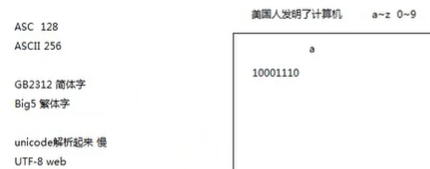 美国人发明了计算机 a~z 0~9
ASC 128
ASCII 256
a
10001110
GB2312 简体字
Big5 繁体字
unicode解析起来 慢
UTF-8 web